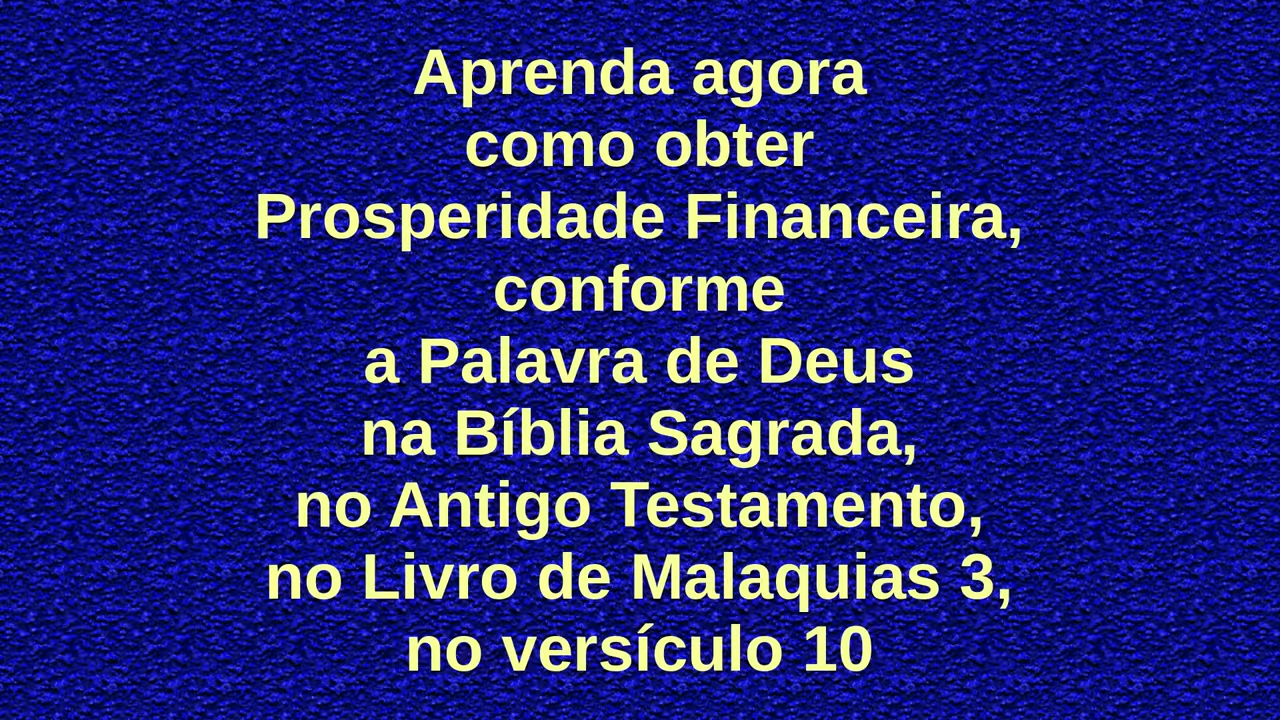 Aprenda agora
como obter
Prosperidade Financeira,
conforme
a Palavra de Deus
na Bíblia Sagrada,
no Antigo Testamento,
no Livro de Malaquias 3,
no versículo 10